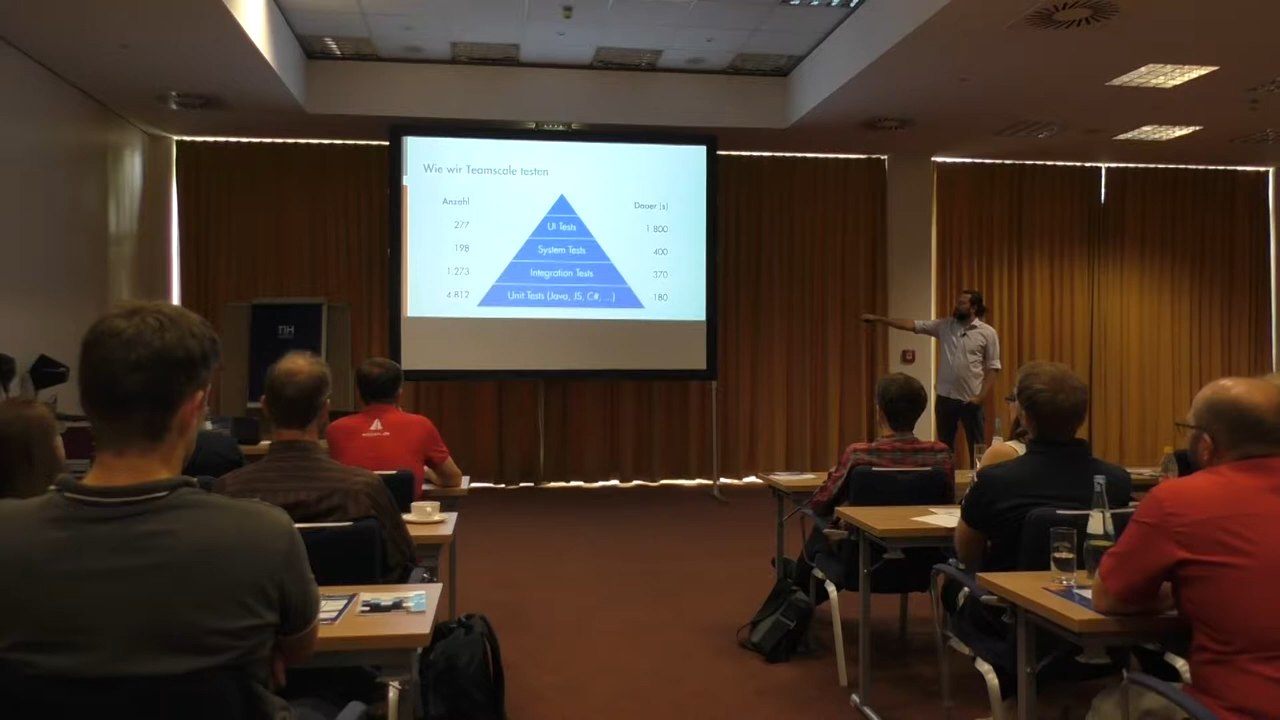 Wie wir Teamscale testen
Anzahl
Dauer [s]
277
UI Tests
1 800
198
System Tests
400
1.273
Integration Tests
370
4 812
Unit Tests (Java, JS, C#, ...)
180
NH